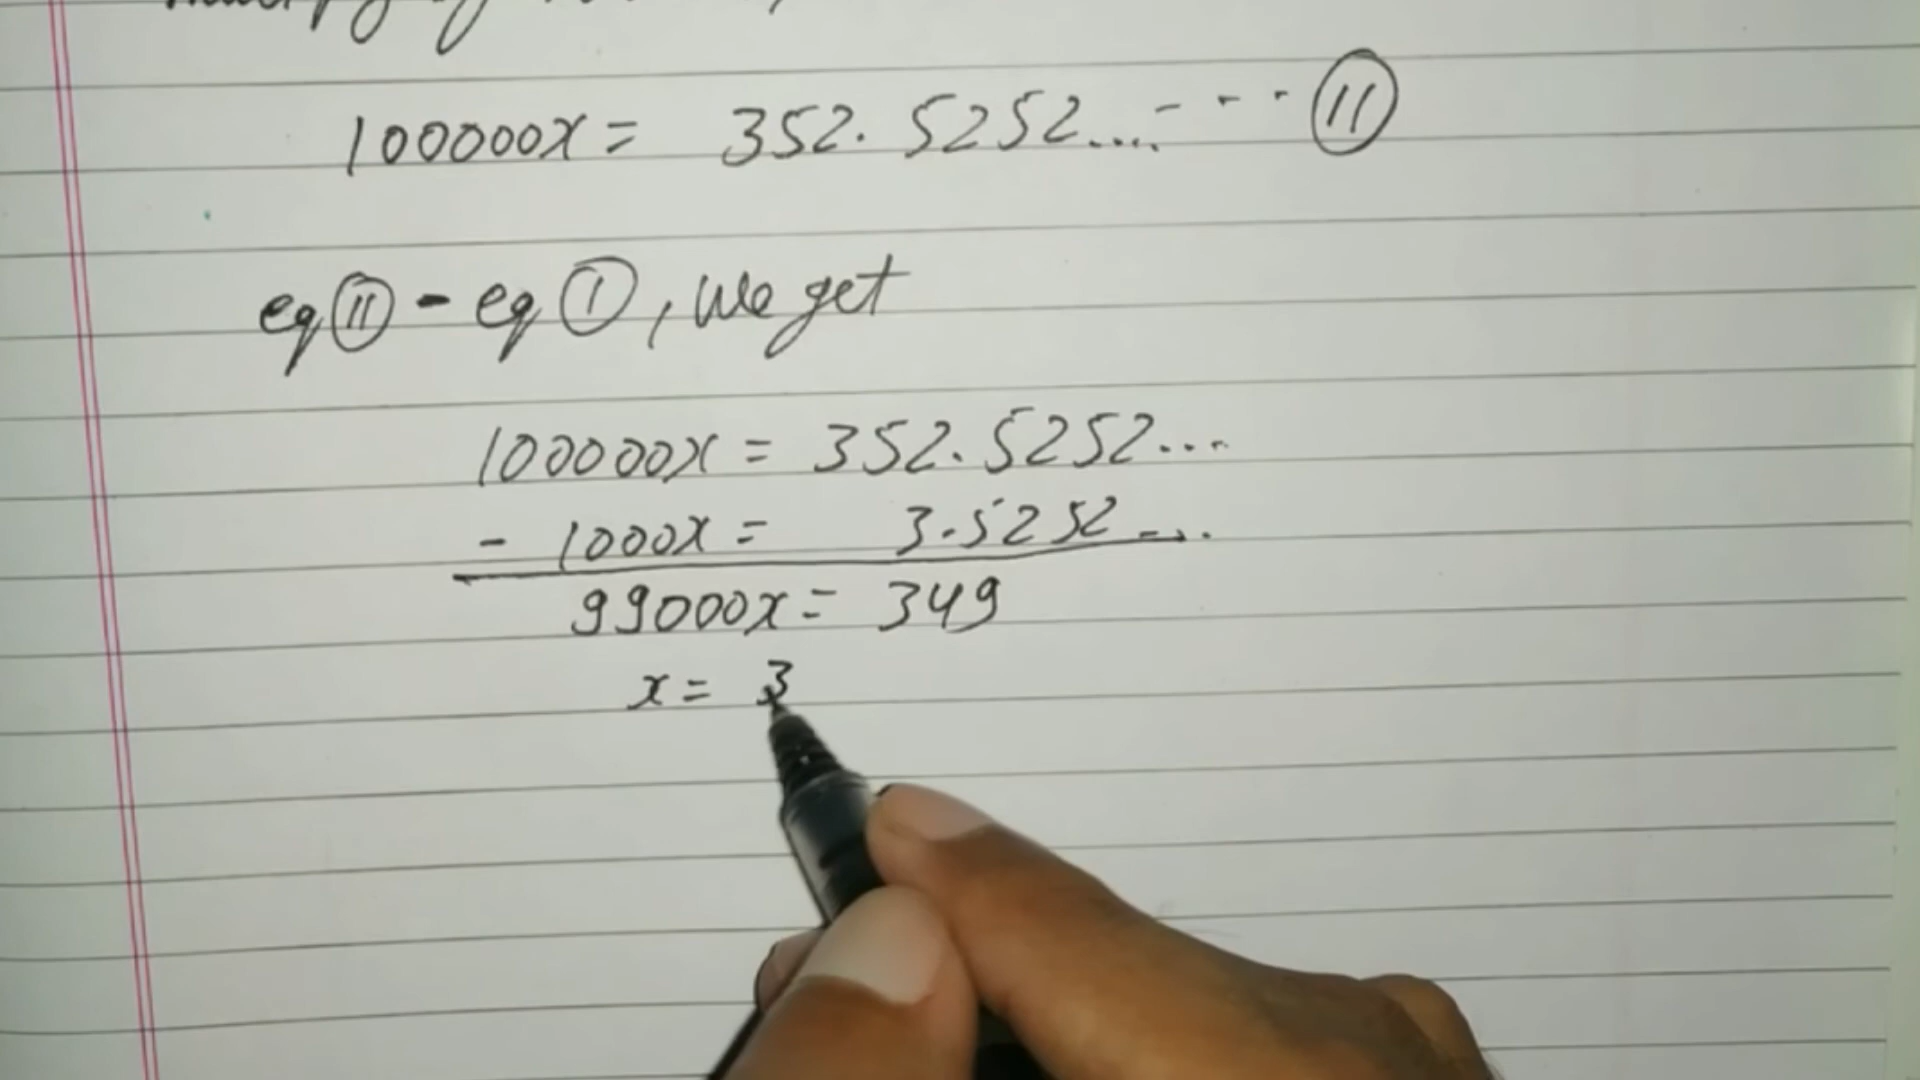 100000x = 352.5252....--- (II)
eq (II) - eq (I), We get
100000x = 352.5252...
- 1000x = 3.5252....
99000x = 349
x = 3